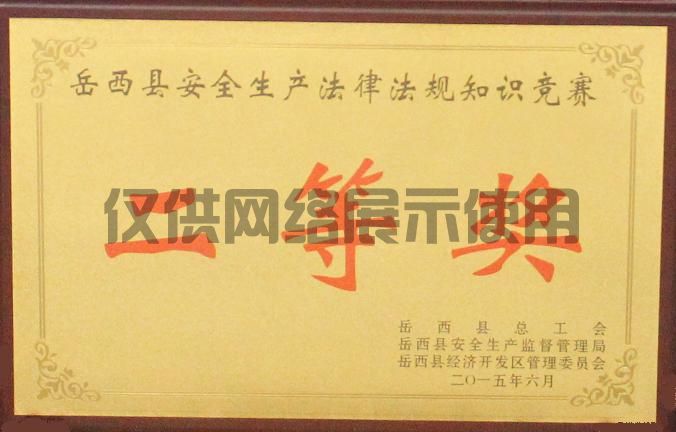 岳西县安全生产法律法规知识竞赛
二等奖
仅供网络展示使用
岳西县总工会
岳西县安全生产监督管理局
岳西县经济开发区管理委员会
二○一五年六月